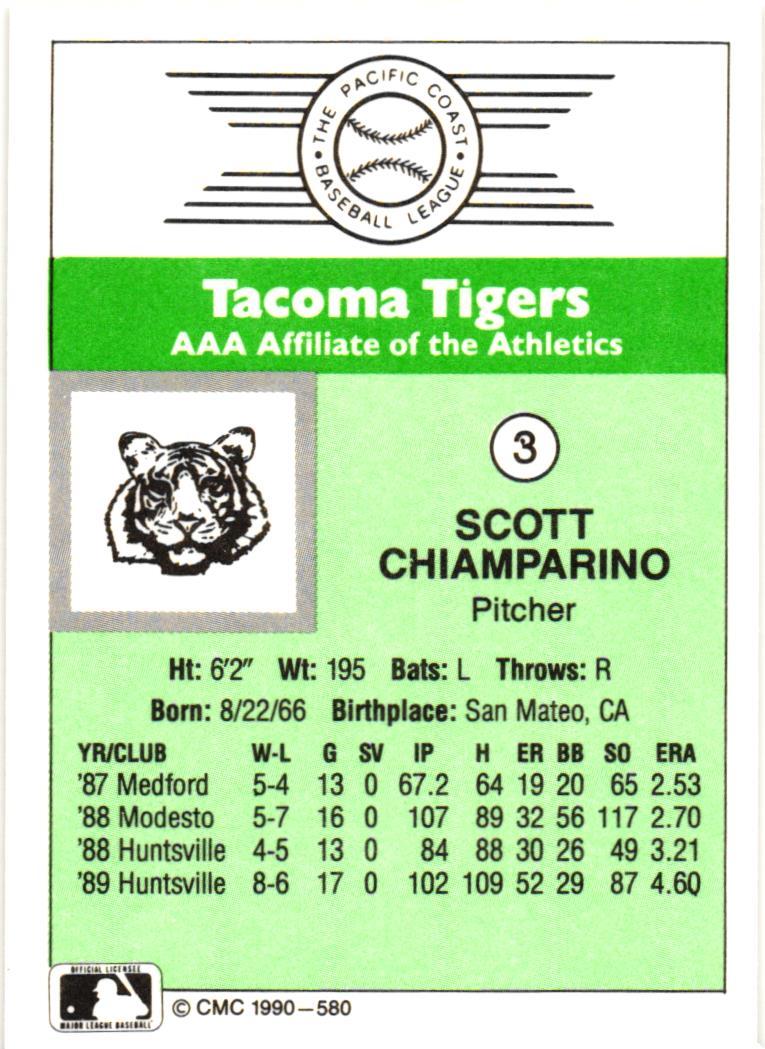 THE PACIFIC COAST
BASEBALL LEAGUE
Tacoma Tigers
AAA Affiliate of the Athletics
3
SCOTT
CHIAMPARINO
Pitcher
Ht: 6'2" Wt: 195 Bats: L Throws: R
Born: 8/22/66 Birthplace: San Mateo, CA
YR/CLUB W-L G SV IP H ER BB SO ERA
'87 Medford 5-4 13 0 67.2 64 19 20 65 2.53
'88 Modesto 5-7 16 0 107 89 32 56 117 2.70
'88 Huntsville 4-5 13 0 84 88 30 26 49 3.21
'89 Huntsville 8-6 17 0 102 109 52 29 87 4.60
OFFICIAL LICENSEE
MAJOR LEAGUE BASEBALL
© CMC 1990–580